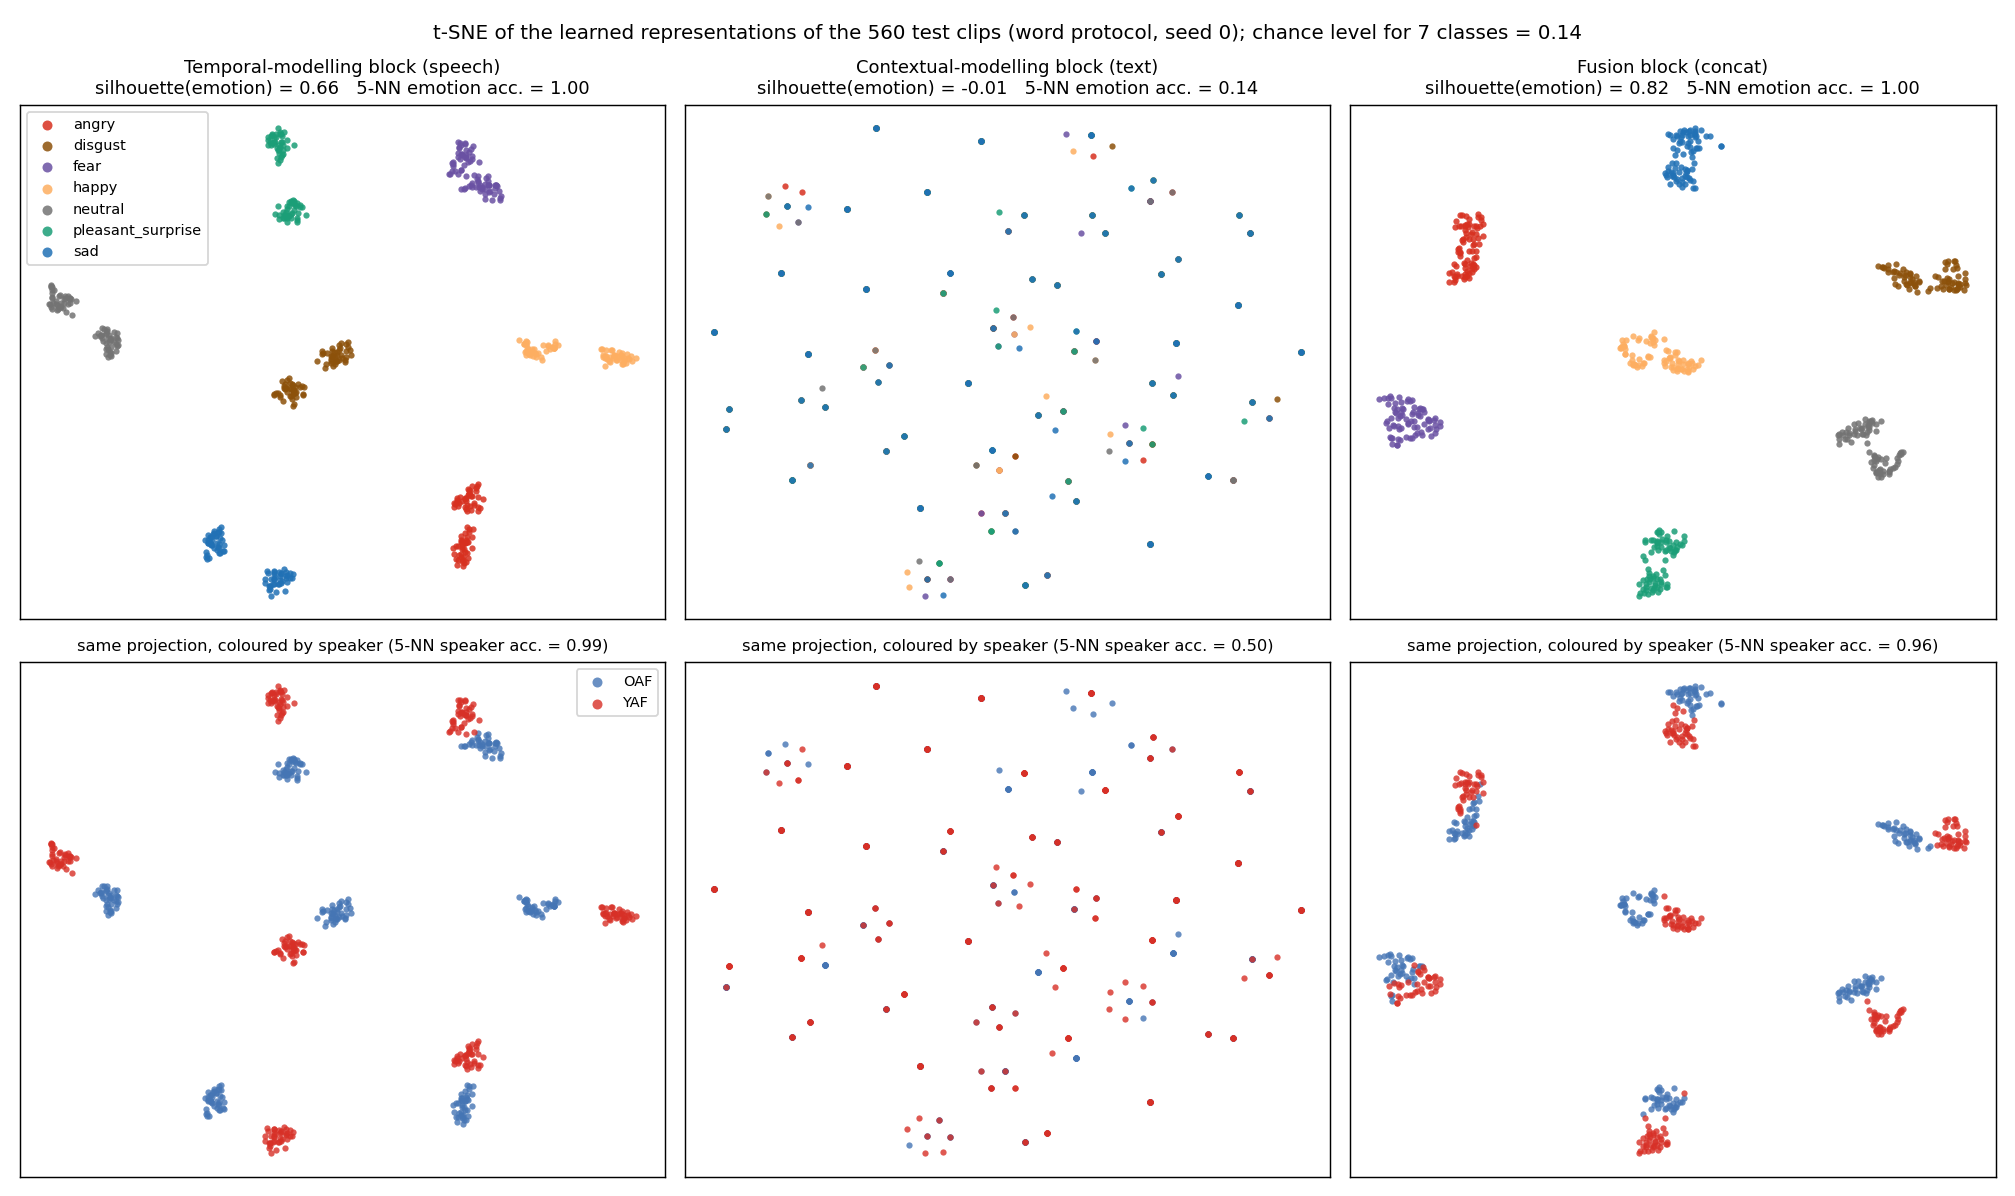 t-SNE of the learned representations of the 560 test clips (word protocol, seed 0); chance level for 7 classes = 0.14
Temporal-modelling block (speech)
silhouette(emotion) = 0.66   5-NN emotion acc. = 1.00
Contextual-modelling block (text)
silhouette(emotion) = -0.01   5-NN emotion acc. = 0.14
Fusion block (concat)
silhouette(emotion) = 0.82   5-NN emotion acc. = 1.00
angry
disgust
fear
happy
neutral
pleasant_surprise
sad
same projection, coloured by speaker (5-NN speaker acc. = 0.99)
same projection, coloured by speaker (5-NN speaker acc. = 0.50)
same projection, coloured by speaker (5-NN speaker acc. = 0.96)
OAF
YAF